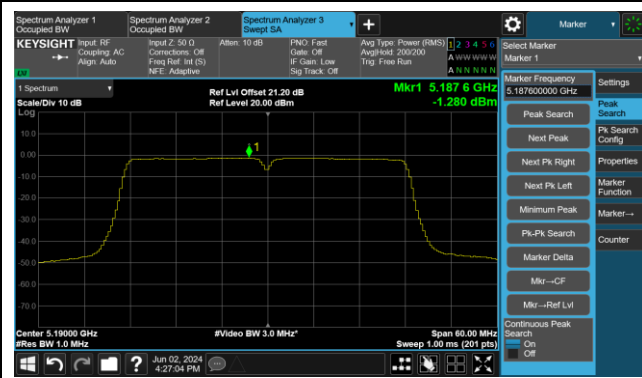 Spectrum Analyzer 1
Occupied BW
Spectrum Analyzer 2
Occupied BW
Spectrum Analyzer 3
Swept SA
Marker
KEYSIGHT
Input: RF
Coupling: AC
Align: Auto
Input Z: 50 Ω
Corrections: Off
Freq Ref: Int (S)
NFE: Adaptive
Atten: 10 dB
PNO: Fast
Gate: Off
IF Gain: Low
Sig Track: Off
Avg Type: Power (RMS)
Avg|Hold: 200/200
Trig: Free Run
1 2 3 4 5 6
A W W W W W
A N N N N N
Select Marker
Marker 1
1 Spectrum
Scale/Div 10 dB
Log
Ref Lvl Offset 21.20 dB
Ref Level 20.00 dBm
Mkr1 5.187 6 GHz
-1.280 dBm
10.0
0.00
-10.0
-20.0
-30.0
-40.0
-50.0
-60.0
-70.0
1
Center 5.19000 GHz
#Res BW 1.0 MHz
#Video BW 3.0 MHz*
Span 60.00 MHz
Sweep 1.00 ms (201 pts)
Marker Frequency
5.187600000 GHz
Peak Search
Next Peak
Next Pk Right
Next Pk Left
Minimum Peak
Pk-Pk Search
Marker Delta
Mkr→CF
Mkr→Ref Lvl
Continuous Peak
Search
On
Off
Settings
Peak
Search
Pk Search
Config
Properties
Marker
Function
Marker→
Counter
Jun 02, 2024
4:27:04 PM